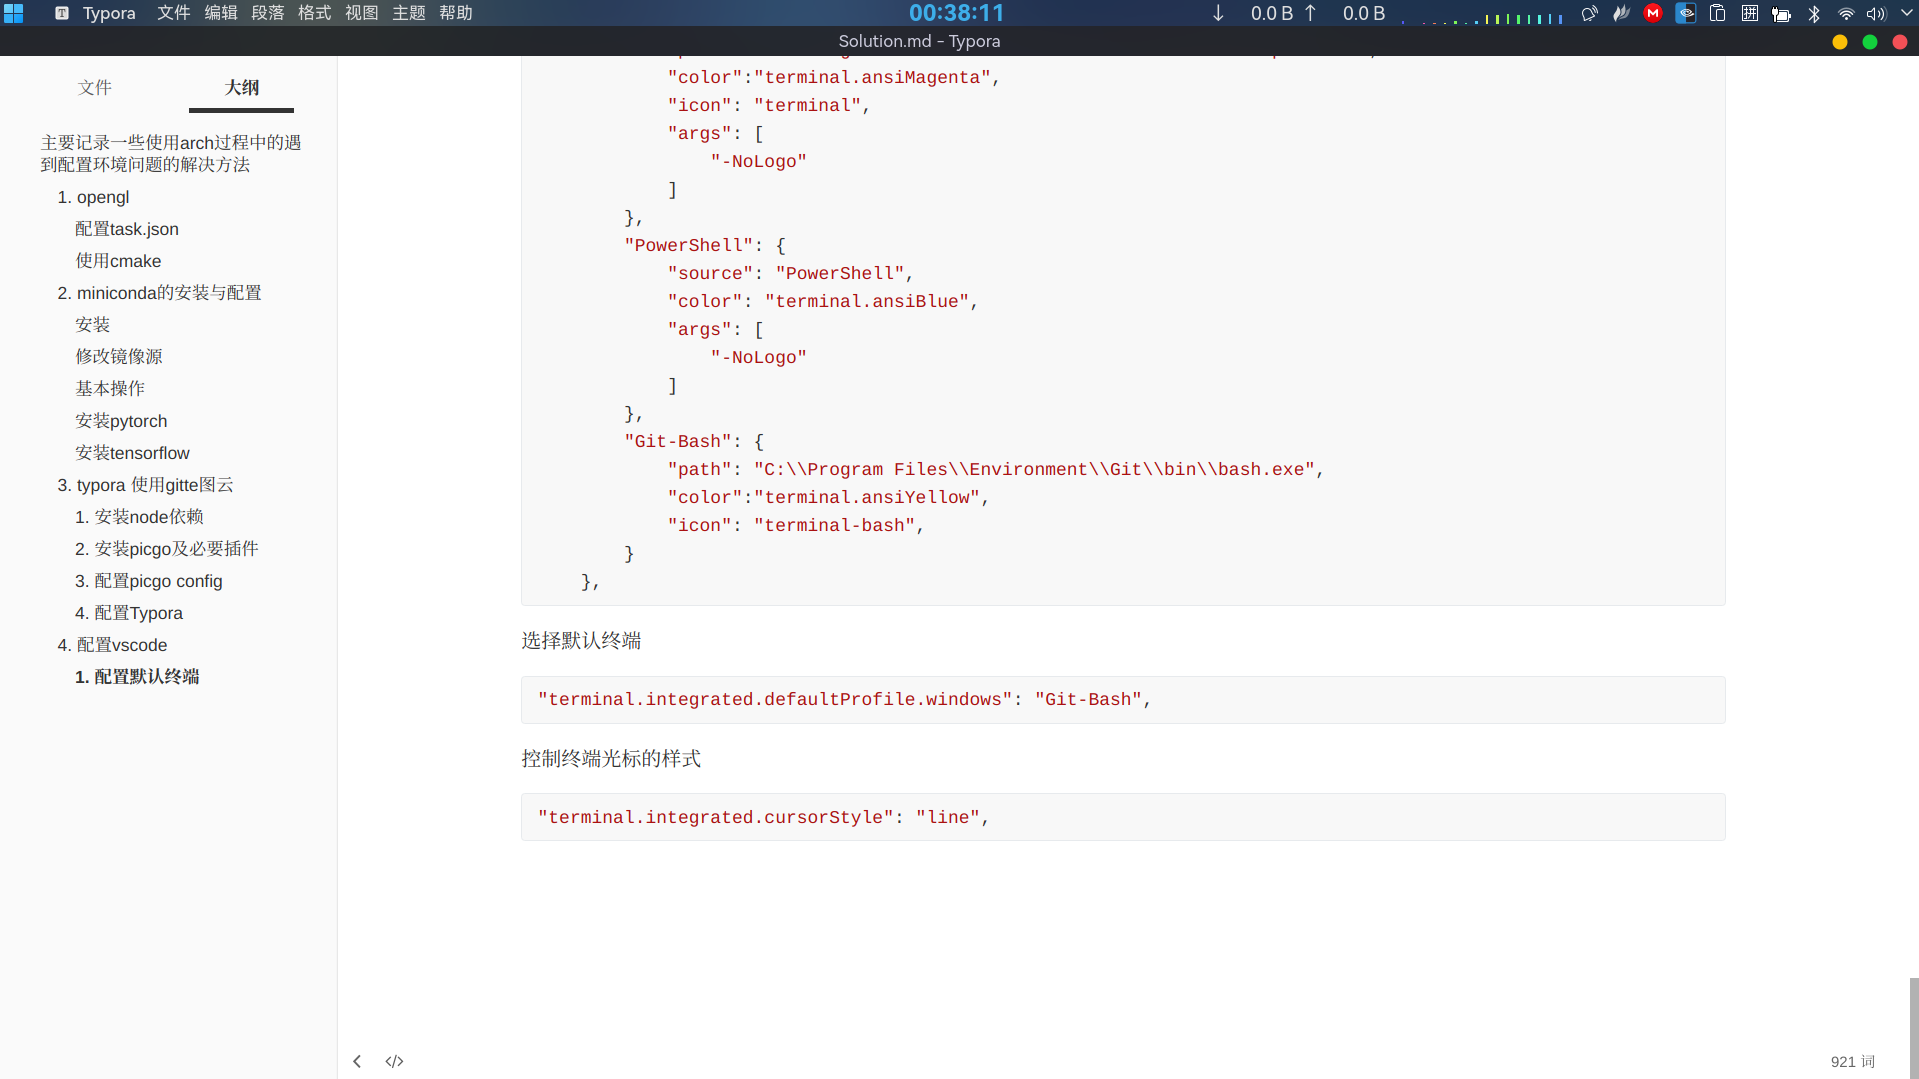 Typora 文件 编辑 段落 格式 视图 主题 帮助 00:38:11 ↓ 0.0 B ↑ 0.0 B 拼
Solution.md - Typora
文件 大纲
主要记录一些使用arch过程中的遇
到配置环境问题的解决方法
1. opengl
配置task.json
使用cmake
2. miniconda的安装与配置
安装
修改镜像源
基本操作
安装pytorch
安装tensorflow
3. typora 使用gitte图云
1. 安装node依赖
2. 安装picgo及必要插件
3. 配置picgo config
4. 配置Typora
4. 配置vscode
1. 配置默认终端
"color":"terminal.ansiMagenta",
"icon": "terminal",
"args": [
"-NoLogo"
]
},
"PowerShell": {
"source": "PowerShell",
"color": "terminal.ansiBlue",
"args": [
"-NoLogo"
]
},
"Git-Bash": {
"path": "C:\\Program Files\\Environment\\Git\\bin\\bash.exe",
"color":"terminal.ansiYellow",
"icon": "terminal-bash",
}
},
选择默认终端
"terminal.integrated.defaultProfile.windows": "Git-Bash",
控制终端光标的样式
"terminal.integrated.cursorStyle": "line",
921 词